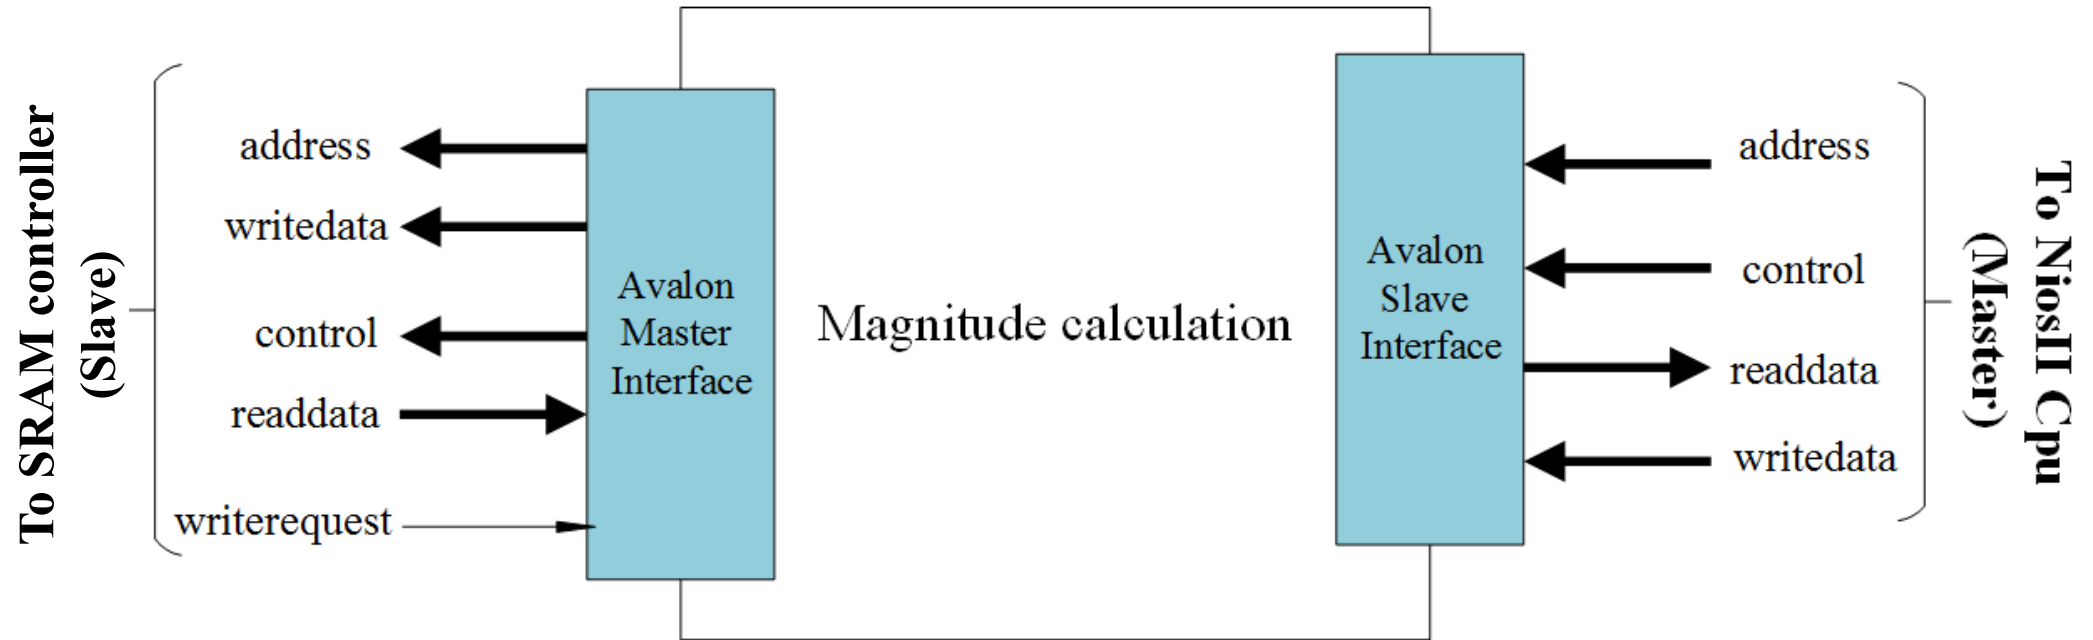 To SRAM controller
(Slave)
address
writedata
control
readdata
writerequest
Avalon
Master
Interface
Magnitude calculation
Avalon
Slave
Interface
address
control
readdata
writedata
To NiosII Cpu
(Master)